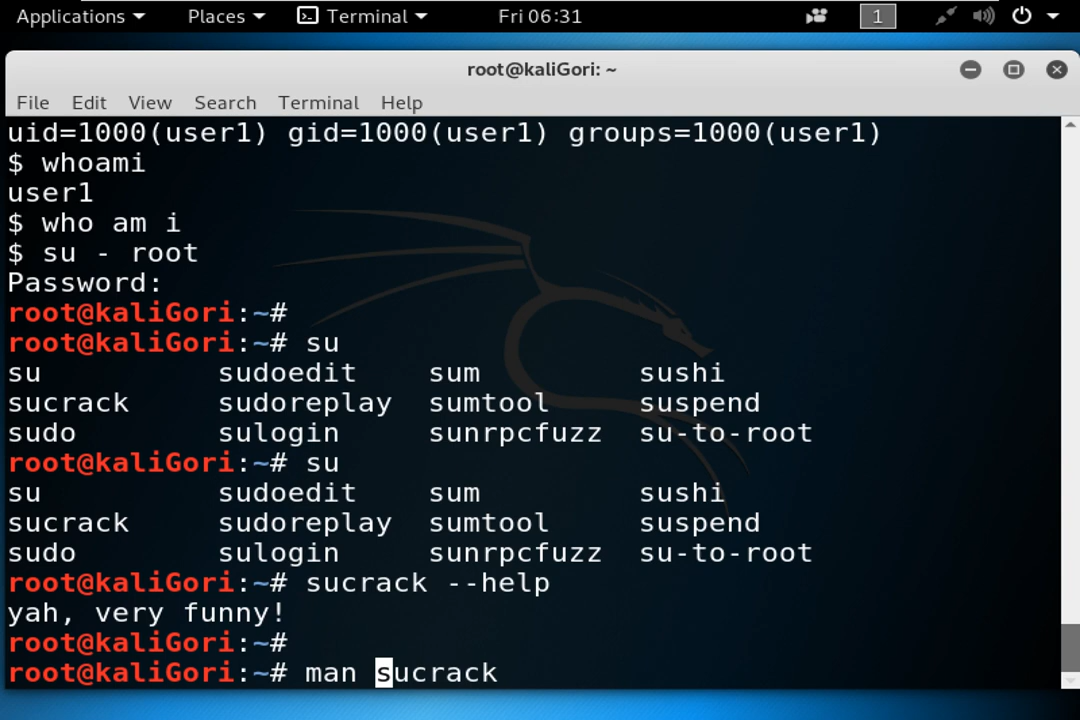 Applications Places Terminal Fri 06:31 1
root@kaliGori: ~
File Edit View Search Terminal Help
uid=1000(user1) gid=1000(user1) groups=1000(user1)
$ whoami
user1
$ who am i
$ su - root
Password:
root@kaliGori:~#
root@kaliGori:~# su
su sudoedit sum sushi
sucrack sudoreplay sumtool suspend
sudo sulogin sunrpcfuzz su-to-root
root@kaliGori:~# su
su sudoedit sum sushi
sucrack sudoreplay sumtool suspend
sudo sulogin sunrpcfuzz su-to-root
root@kaliGori:~# sucrack --help
yah, very funny!
root@kaliGori:~#
root@kaliGori:~# man sucrack